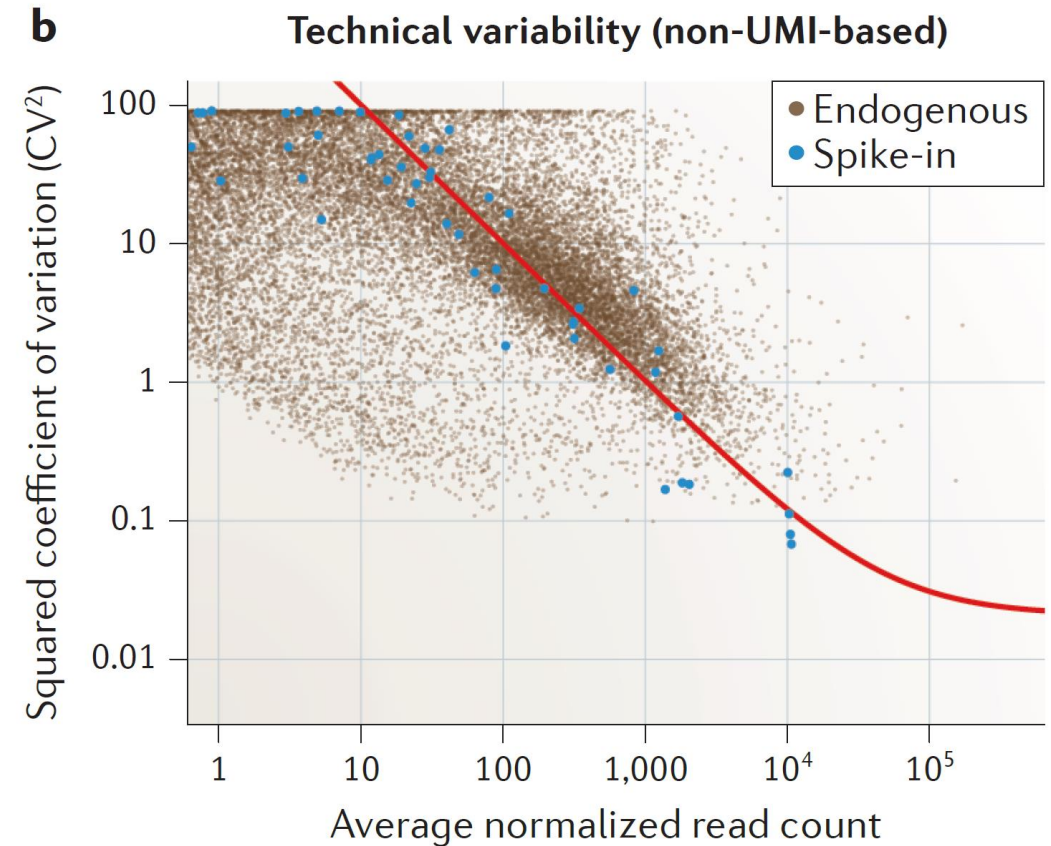 b
Technical variability (non-UMI-based)
Endogenous
Spike-in
Squared coefficient of variation (CV²)
100
10
1
0.1
0.01
1 10 100 1,000 10⁴ 10⁵
Average normalized read count